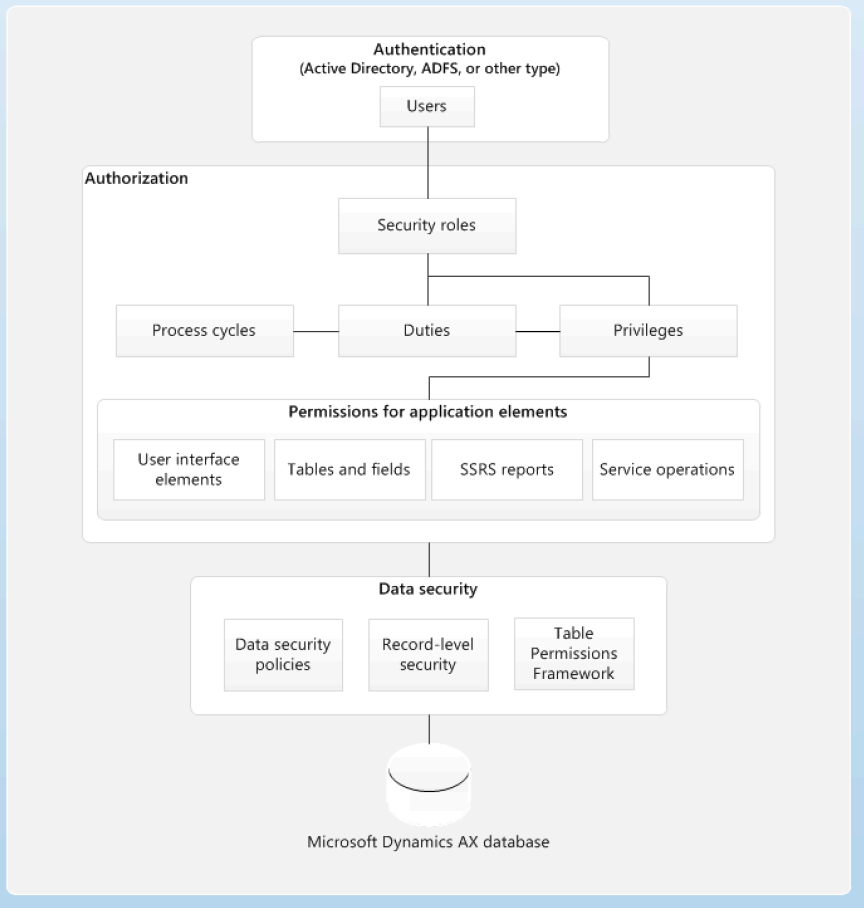 Authentication
(Active Directory, ADFS, or other type)
Users
Authorization
Security roles
Process cycles
Duties
Privileges
Permissions for application elements
User interface
elements
Tables and fields
SSRS reports
Service operations
Data security
Data security
policies
Record-level
security
Table
Permissions
Framework
Microsoft Dynamics AX database